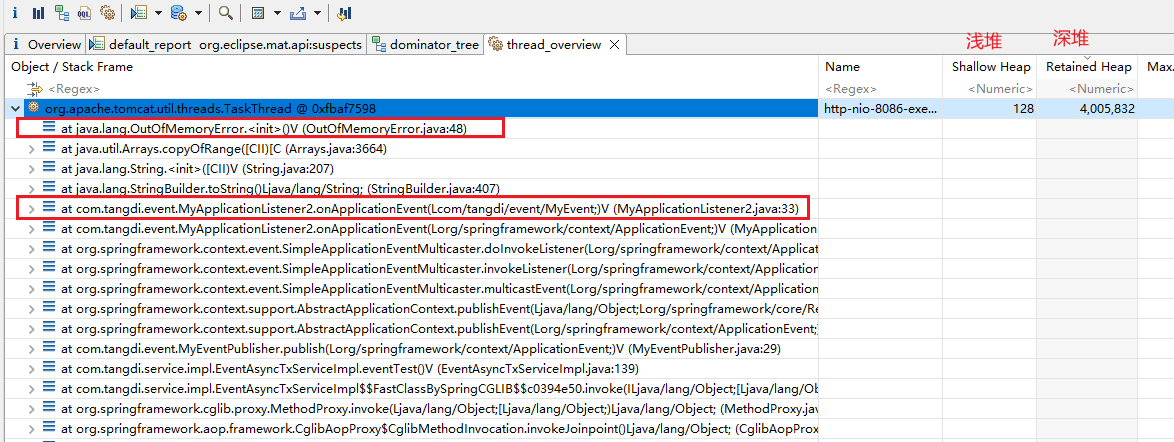 i
Overview default_report org.eclipse.mat.api:suspects dominator_tree thread_overview
浅堆 深堆
Object / Stack Frame Name Shallow Heap Retained Heap Max.
<Regex> <Regex> <Numeric> <Numeric>
org.apache.tomcat.util.threads.TaskThread @ 0xfbaf7598 http-nio-8086-exe... 128 4,005,832
at java.lang.OutOfMemoryError.<init>()V (OutOfMemoryError.java:48)
at java.util.Arrays.copyOfRange([CII)[C (Arrays.java:3664)
at java.lang.String.<init>([CII)V (String.java:207)
at java.lang.StringBuilder.toString()Ljava/lang/String; (StringBuilder.java:407)
at com.tangdi.event.MyApplicationListener2.onApplicationEvent(Lcom/tangdi/event/MyEvent;)V (MyApplicationListener2.java:33)
at com.tangdi.event.MyApplicationListener2.onApplicationEvent(Lorg/springframework/context/ApplicationEvent;)V (MyApplication
at org.springframework.context.event.SimpleApplicationEventMulticaster.doInvokeListener(Lorg/springframework/context/Applicat
at org.springframework.context.event.SimpleApplicationEventMulticaster.invokeListener(Lorg/springframework/context/Application
at org.springframework.context.event.SimpleApplicationEventMulticaster.multicastEvent(Lorg/springframework/context/Application
at org.springframework.context.support.AbstractApplicationContext.publishEvent(Ljava/lang/Object;Lorg/springframework/core/Re
at org.springframework.context.support.AbstractApplicationContext.publishEvent(Lorg/springframework/context/ApplicationEvent;)
at com.tangdi.event.MyEventPublisher.publish(Lorg/springframework/context/ApplicationEvent;)V (MyEventPublisher.java:29)
at com.tangdi.service.impl.EventAsyncTxServiceImpl.eventTest()V (EventAsyncTxServiceImpl.java:139)
at com.tangdi.service.impl.EventAsyncTxServiceImpl$$FastClassBySpringCGLIB$$c0394e50.invoke(ILjava/lang/Object;[Ljava/lang/Ob
at org.springframework.cglib.proxy.MethodProxy.invoke(Ljava/lang/Object;[Ljava/lang/Object;)Ljava/lang/Object; (MethodProxy.jav
at org.springframework.aop.framework.CglibAopProxy$CglibMethodInvocation.invokeJoinpoint()Ljava/lang/Object; (CglibAopProx